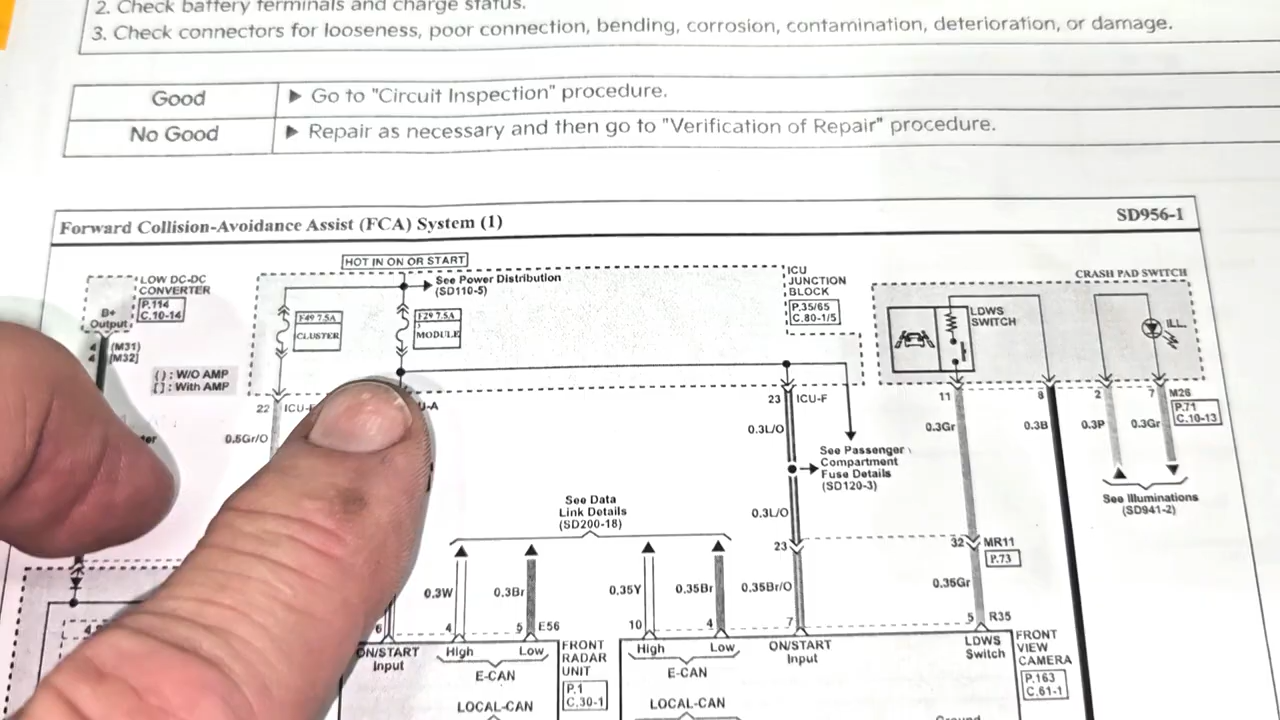 2. Check battery terminals and charge status.
3. Check connectors for looseness, poor connection, bending, corrosion, contamination, deterioration, or damage.
Good
▶ Go to "Circuit Inspection" procedure.
No Good
▶ Repair as necessary and then go to "Verification of Repair" procedure.
Forward Collision-Avoidance Assist (FCA) System (1)
SD956-1
HOT IN ON OR START
LOW DC-DC
CONVERTER
P.114
C.10-14
B+
Output
(M31)
[M32]
( ) : W/O AMP
[ ] : With AMP
See Power Distribution
(SD110-5)
F49 7.5A
CLUSTER
F29 7.5A
MODULE
ICU
JUNCTION
BLOCK
P.35/65
C.80-1/5
CRASH PAD SWITCH
LDWS
SWITCH
ILL.
22
U-A
23
ICU-F
11
8
2
7
M26
P.71
C.10-13
0.5Gr/O
0.3L/O
0.3Gr
0.3B
0.3P
0.3Gr
See Passenger
Compartment
Fuse Details
(SD120-3)
See Illuminations
(SD941-2)
See Data
Link Details
(SD200-18)
0.3L/O
23
32
MR11
P.73
0.3W
0.3Br
0.35Y
0.35Br
0.35Br/O
0.35Gr
6
4
5
E56
10
4
7
5
R35
ON/START
Input
High
Low
E-CAN
LOCAL-CAN
FRONT
RADAR
UNIT
P.1
C.30-1
High
Low
E-CAN
LOCAL-CAN
ON/START
Input
LDWS
Switch
FRONT
VIEW
CAMERA
P.163
C.61-1